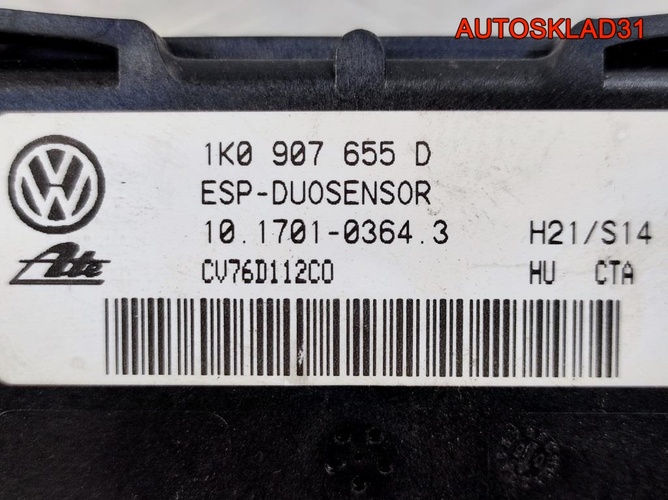 AUTOSKLAD31
1K0 907 655 D
ESP-DUOSENSOR
10.1701-0364.3 H21/S14
CV76D112C0 HU CTA
Ate